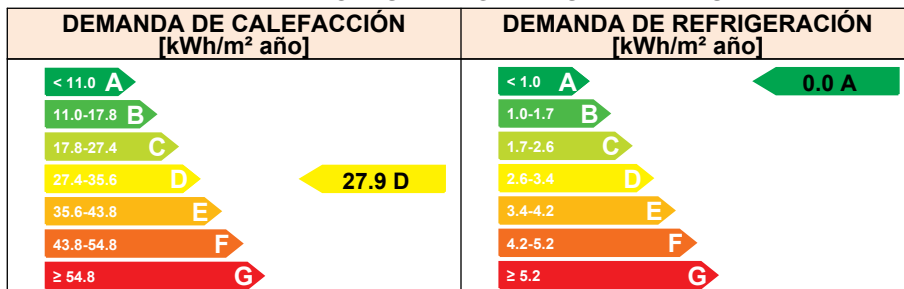 DEMANDA DE CALEFACCIÓN
[kWh/m² año]
< 11.0 A
11.0-17.8 B
17.8-27.4 C
27.4-35.6 D
27.9 D
35.6-43.8 E
43.8-54.8 F
≥ 54.8 G
DEMANDA DE REFRIGERACIÓN
[kWh/m² año]
< 1.0 A
0.0 A
1.0-1.7 B
1.7-2.6 C
2.6-3.4 D
3.4-4.2 E
4.2-5.2 F
≥ 5.2 G